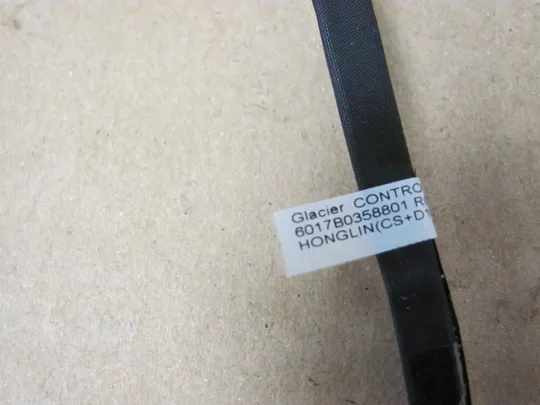 Glacier CONTRO
6017B0358801 R
HONGLIN(CS+D1